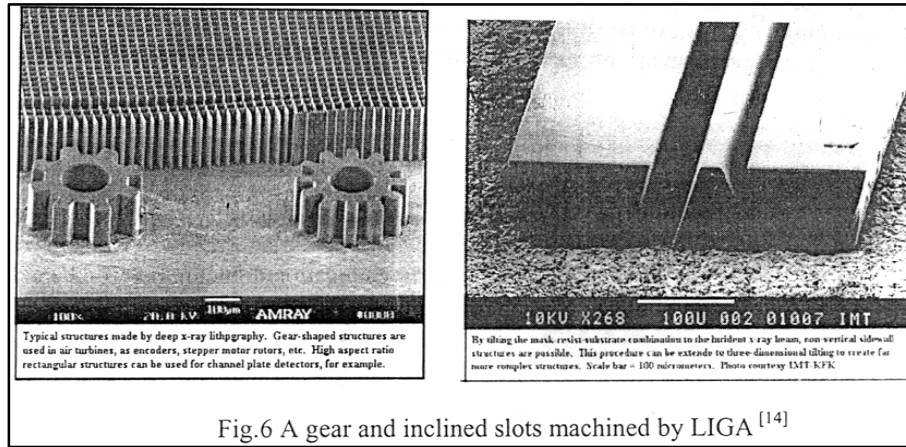 100X 20.0 kV 100µm AMRAY #0000
Typical structures made by deep x-ray lithpgraphy. Gear-shaped structures are
used in air turbines, as encoders, stepper motor rotors, etc. High aspect ratio
rectangular structures can be used for channel plate detectors, for example.
10KV X268 100U 002 01007 IMT
By tilting the mask-resist-substrate combination to the incident x-ray beam, non-vertical sidewall
structures are possible. This procedure can be extende to three-dimensional tilting to create far
more complex structures. Scale bar = 100 micrometers. Photo courtesy IMT-KFK
Fig.6 A gear and inclined slots machined by LIGA [14]